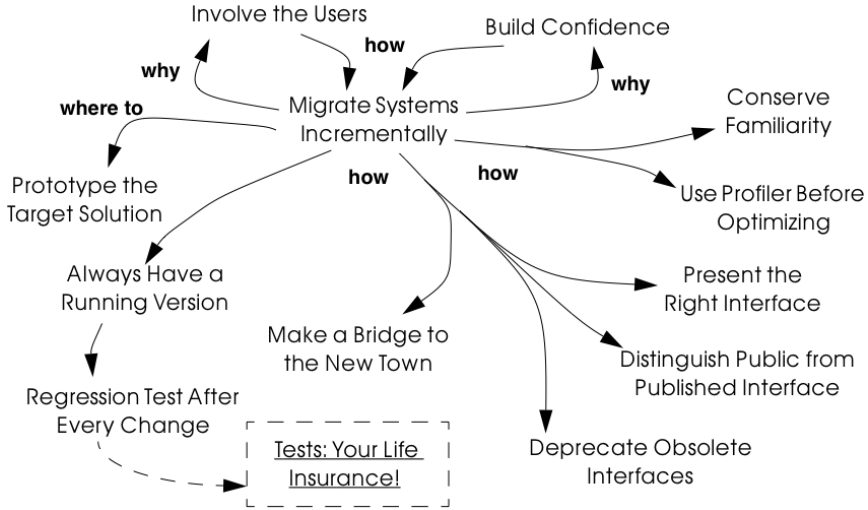 Involve the Users
how
Build Confidence
why
why
where to
Migrate Systems
Incrementally
Conserve
Familiarity
how
how
Prototype the
Target Solution
Use Profiler Before
Optimizing
Always Have a
Running Version
Present the
Right Interface
Make a Bridge to
the New Town
Distinguish Public from
Published Interface
Regression Test After
Every Change
Tests: Your Life
Insurance!
Deprecate Obsolete
Interfaces